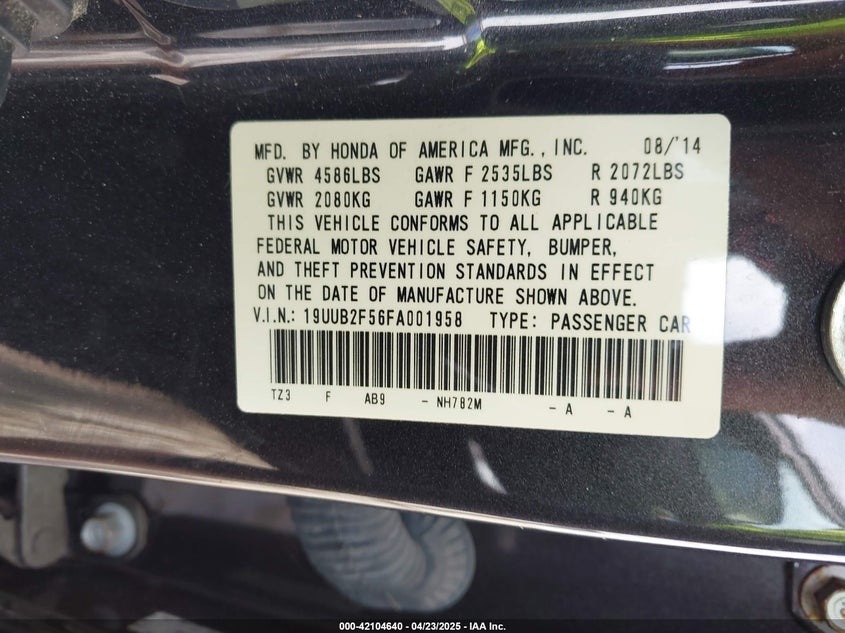 MFD. BY HONDA OF AMERICA MFG., INC. 08/'14
GVWR 4586LBS GAWR F 2535LBS R 2072LBS
GVWR 2080KG GAWR F 1150KG R 940KG
THIS VEHICLE CONFORMS TO ALL APPLICABLE
FEDERAL MOTOR VEHICLE SAFETY, BUMPER,
AND THEFT PREVENTION STANDARDS IN EFFECT
ON THE DATE OF MANUFACTURE SHOWN ABOVE.
V.I.N.: 19UUB2F56FA001958 TYPE: PASSENGER CAR
TZ3 F AB9 - NH782M - A - A
000-42104640 - 04/23/2025 - IAA Inc.